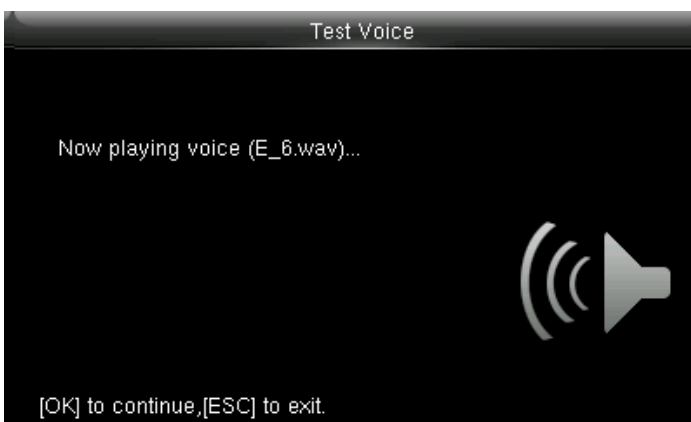 Test Voice
Now playing voice (E_6.wav)...
[OK] to continue,[ESC] to exit.